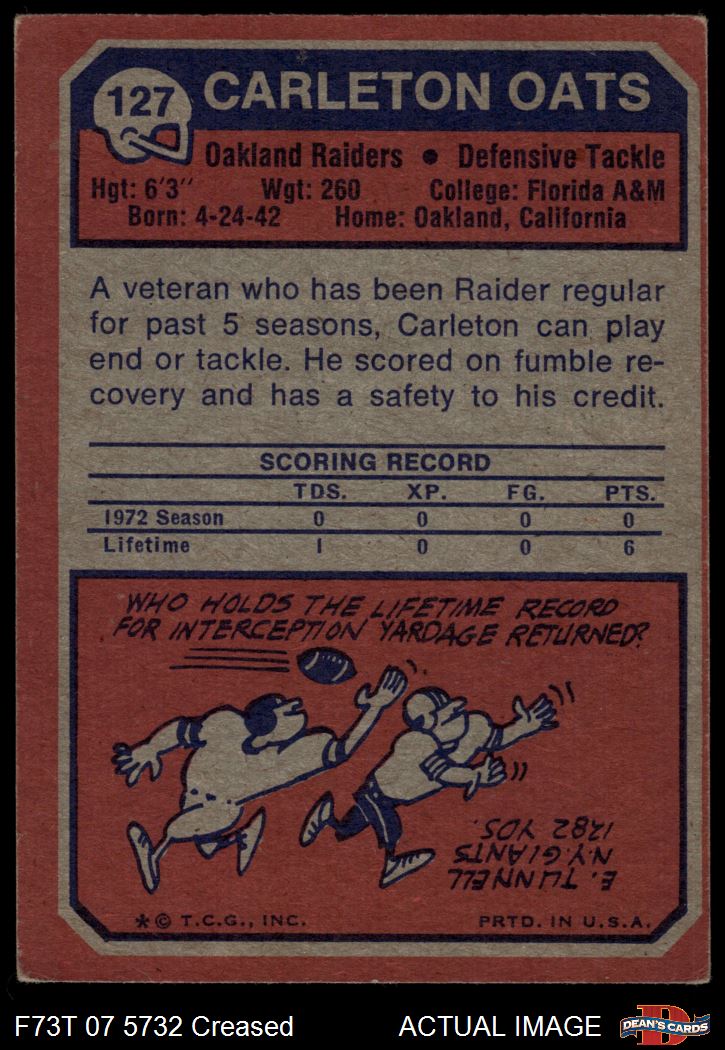 127
CARLETON OATS
Oakland Raiders • Defensive Tackle
Hgt: 6'3" Wgt: 260 College: Florida A&M
Born: 4-24-42 Home: Oakland, California
A veteran who has been Raider regular
for past 5 seasons, Carleton can play
end or tackle. He scored on fumble re-
covery and has a safety to his credit.
SCORING RECORD
TDS. XP. FG. PTS.
1972 Season 0 0 0 0
Lifetime 1 0 0 6
WHO HOLDS THE LIFETIME RECORD
FOR INTERCEPTION YARDAGE RETURNED?
E. TUNNELL
N.Y. GIANTS
1282 YDS.
*© T.C.G., INC. PRTD. IN U.S.A.
F73T 07 5732 Creased ACTUAL IMAGE
D
DEAN'S CARDS